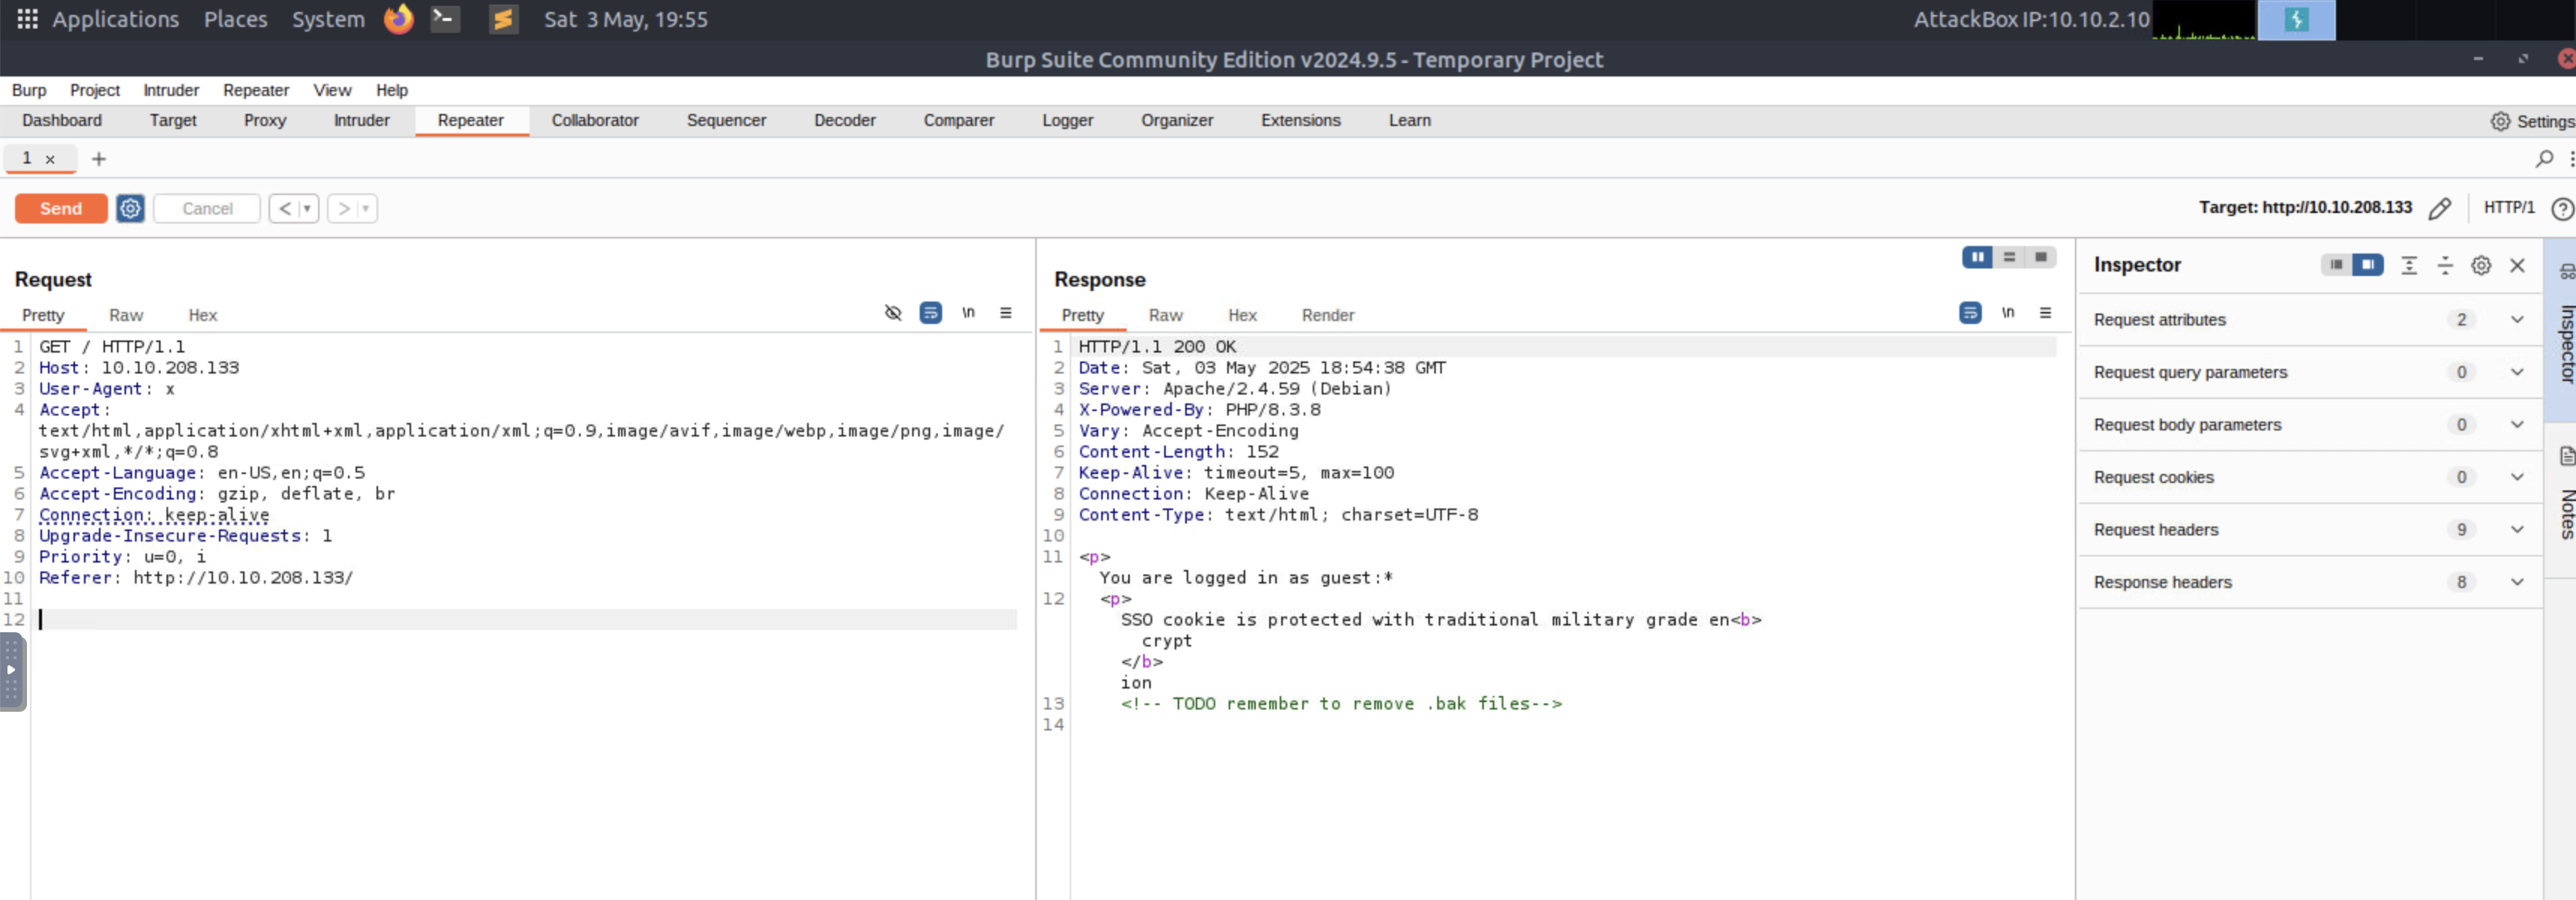 Applications Places System Sat 3 May, 19:55 AttackBox IP:10.10.2.10
Burp Suite Community Edition v2024.9.5 - Temporary Project
Burp Project Intruder Repeater View Help
Dashboard Target Proxy Intruder Repeater Collaborator Sequencer Decoder Comparer Logger Organizer Extensions Learn Settings
1 × +
Send Cancel < > Target: http://10.10.208.133 HTTP/1 ?
Request
Pretty Raw Hex \n
1 GET / HTTP/1.1
2 Host: 10.10.208.133
3 User-Agent: x
4 Accept:
text/html,application/xhtml+xml,application/xml;q=0.9,image/avif,image/webp,image/png,image/
svg+xml,*/*;q=0.8
5 Accept-Language: en-US,en;q=0.5
6 Accept-Encoding: gzip, deflate, br
7 Connection: keep-alive
8 Upgrade-Insecure-Requests: 1
9 Priority: u=0, i
10 Referer: http://10.10.208.133/
11
12
Response
Pretty Raw Hex Render \n
1 HTTP/1.1 200 OK
2 Date: Sat, 03 May 2025 18:54:38 GMT
3 Server: Apache/2.4.59 (Debian)
4 X-Powered-By: PHP/8.3.8
5 Vary: Accept-Encoding
6 Content-Length: 152
7 Keep-Alive: timeout=5, max=100
8 Connection: Keep-Alive
9 Content-Type: text/html; charset=UTF-8
10
11 <p>
You are logged in as guest:*
12 <p>
SSO cookie is protected with traditional military grade en<b>
crypt
</b>
ion
13 <!-- TODO remember to remove .bak files-->
14
Inspector
Request attributes 2
Request query parameters 0
Request body parameters 0
Request cookies 0
Request headers 9
Response headers 8
Inspector
Notes